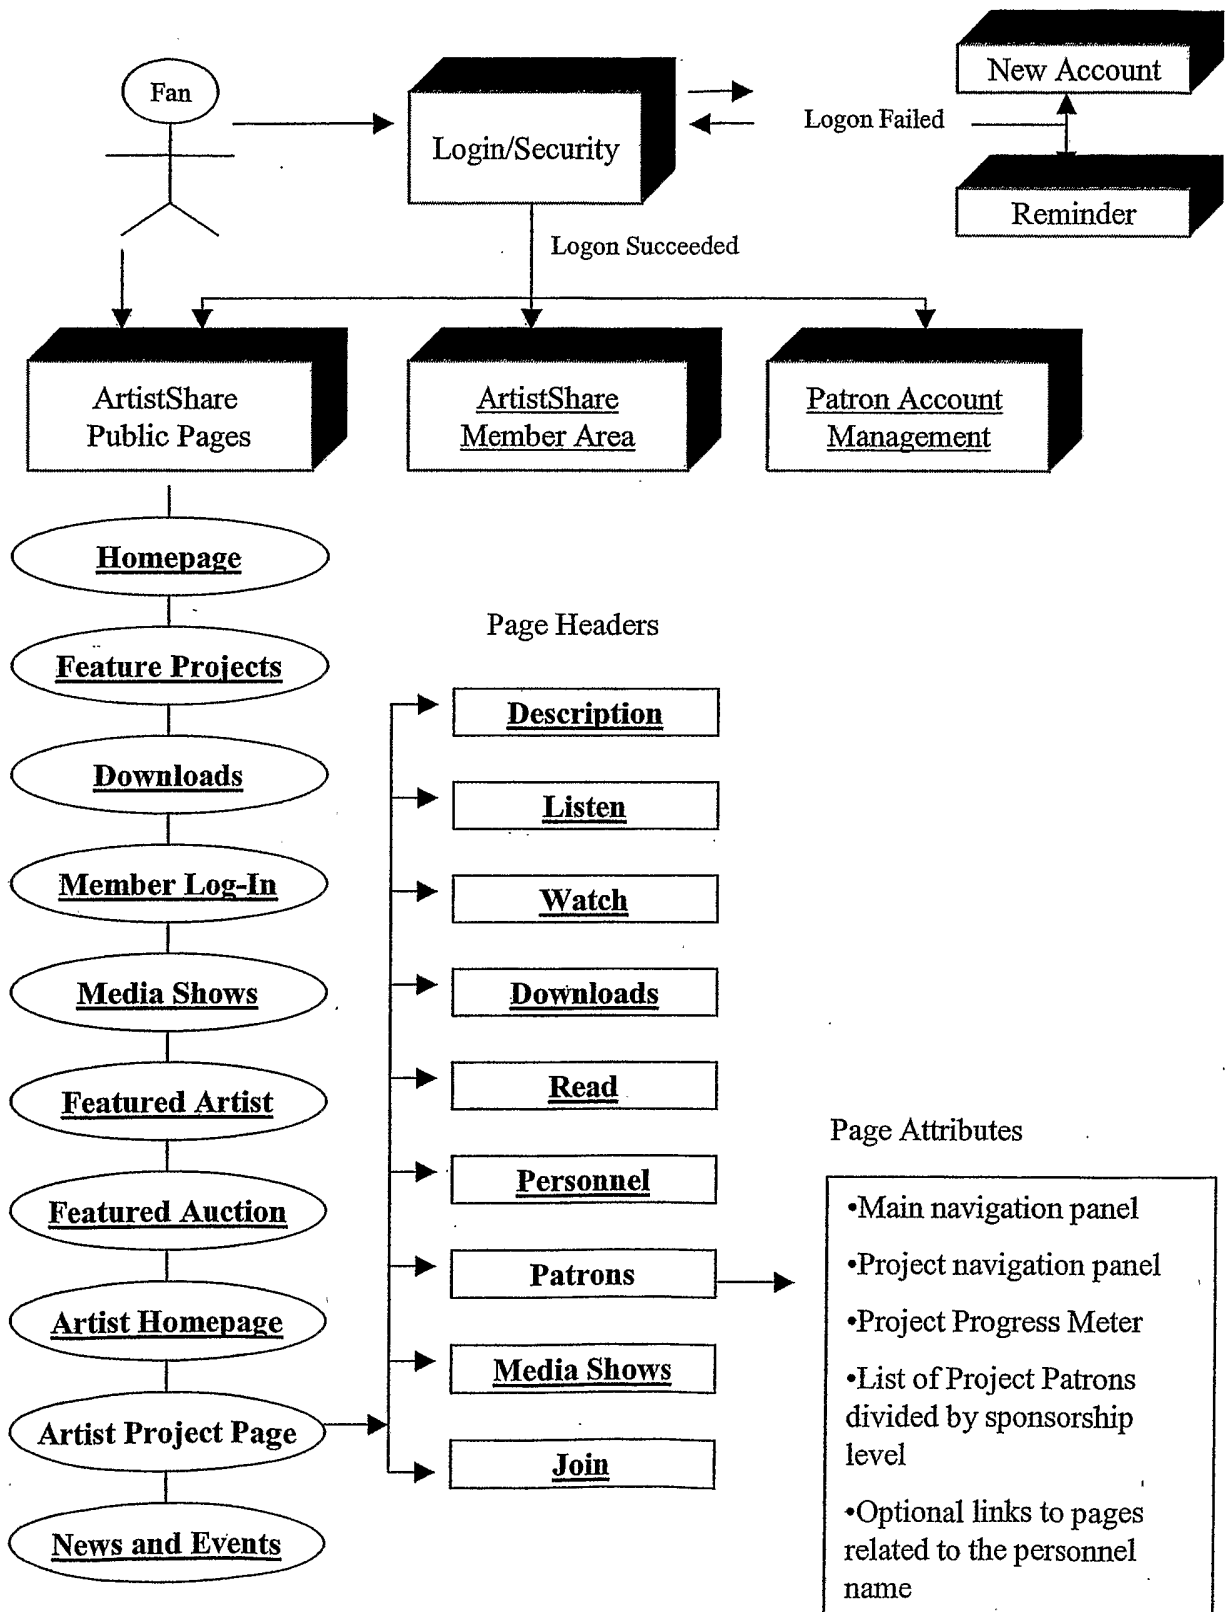 Fan
Login/Security
New Account
Logon Failed
Reminder
Logon Succeeded
ArtistShare
Public Pages
ArtistShare
Member Area
Patron Account
Management
Homepage
Feature Projects
Downloads
Member Log-In
Media Shows
Featured Artist
Featured Auction
Artist Homepage
Artist Project Page
News and Events
Page Headers
Description
Listen
Watch
Downloads
Read
Personnel
Patrons
Media Shows
Join
Page Attributes
•Main navigation panel
•Project navigation panel
•Project Progress Meter
•List of Project Patrons
divided by sponsorship
level
•Optional links to pages
related to the personnel
name